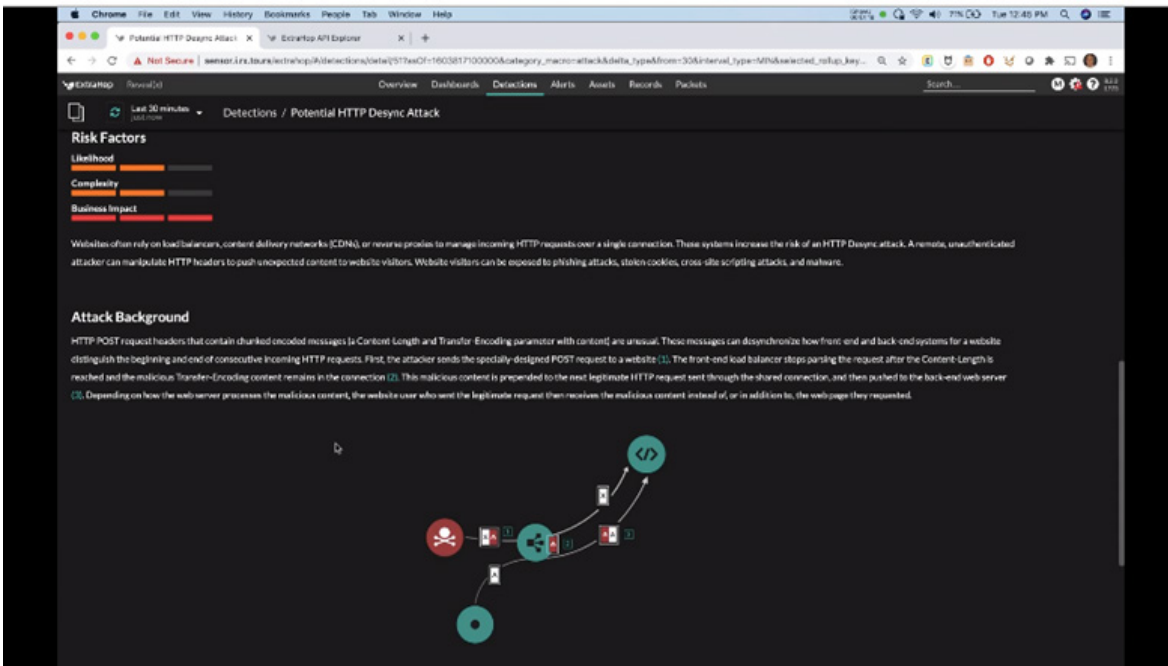 Chrome File Edit View History Bookmarks People Tab Window Help
71% Tue 12:45 PM
Potential HTTP Desync Attack X ExtraHop API Explorer X +
Not Secure
ExtraHop Reveal(x) Overview Dashboards Detections Alerts Assets Records Packets Search...
Last 30 minutes
just now
Detections / Potential HTTP Desync Attack
Risk Factors
Likelihood
Complexity
Business Impact
Websites often rely on load balancers, content delivery networks (CDNs), or reverse proxies to manage incoming HTTP requests over a single connection. These systems increase the risk of an HTTP Desync attack. A remote, unauthenticated
attacker can manipulate HTTP headers to push unexpected content to website visitors. Website visitors can be exposed to phishing attacks, stolen cookies, cross-site scripting attacks, and malware.
Attack Background
HTTP POST request headers that contain chunked encoded messages (a Content-Length and Transfer-Encoding parameter with content) are unusual. These messages can desynchronize how front-end and back-end systems for a website
distinguish the beginning and end of consecutive incoming HTTP requests. First, the attacker sends the specially-designed POST request to a website (1). The front-end load balancer stops parsing the request after the Content-Length is
reached and the malicious Transfer-Encoding content remains in the connection (2). This malicious content is prepended to the next legitimate HTTP request sent through the shared connection, and then pushed to the back-end web server
(3). Depending on how the web server processes the malicious content, the website user who sent the legitimate request then receives the malicious content instead of, or in addition to, the web page they requested.
</>